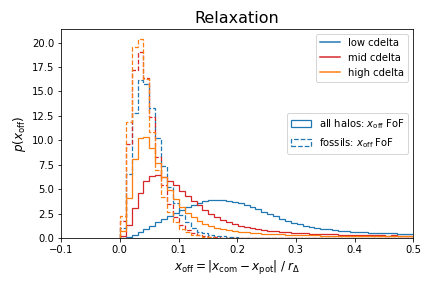 Relaxation
20.0
17.5
15.0
12.5
10.0
7.5
5.0
2.5
0.0
p(x_off)
low cdelta
mid cdelta
high cdelta
all halos: x_off FoF
fossils: x_off FoF
−0.1 0.0 0.1 0.2 0.3 0.4 0.5
x_off = |x_com − x_pot| / r_Δ